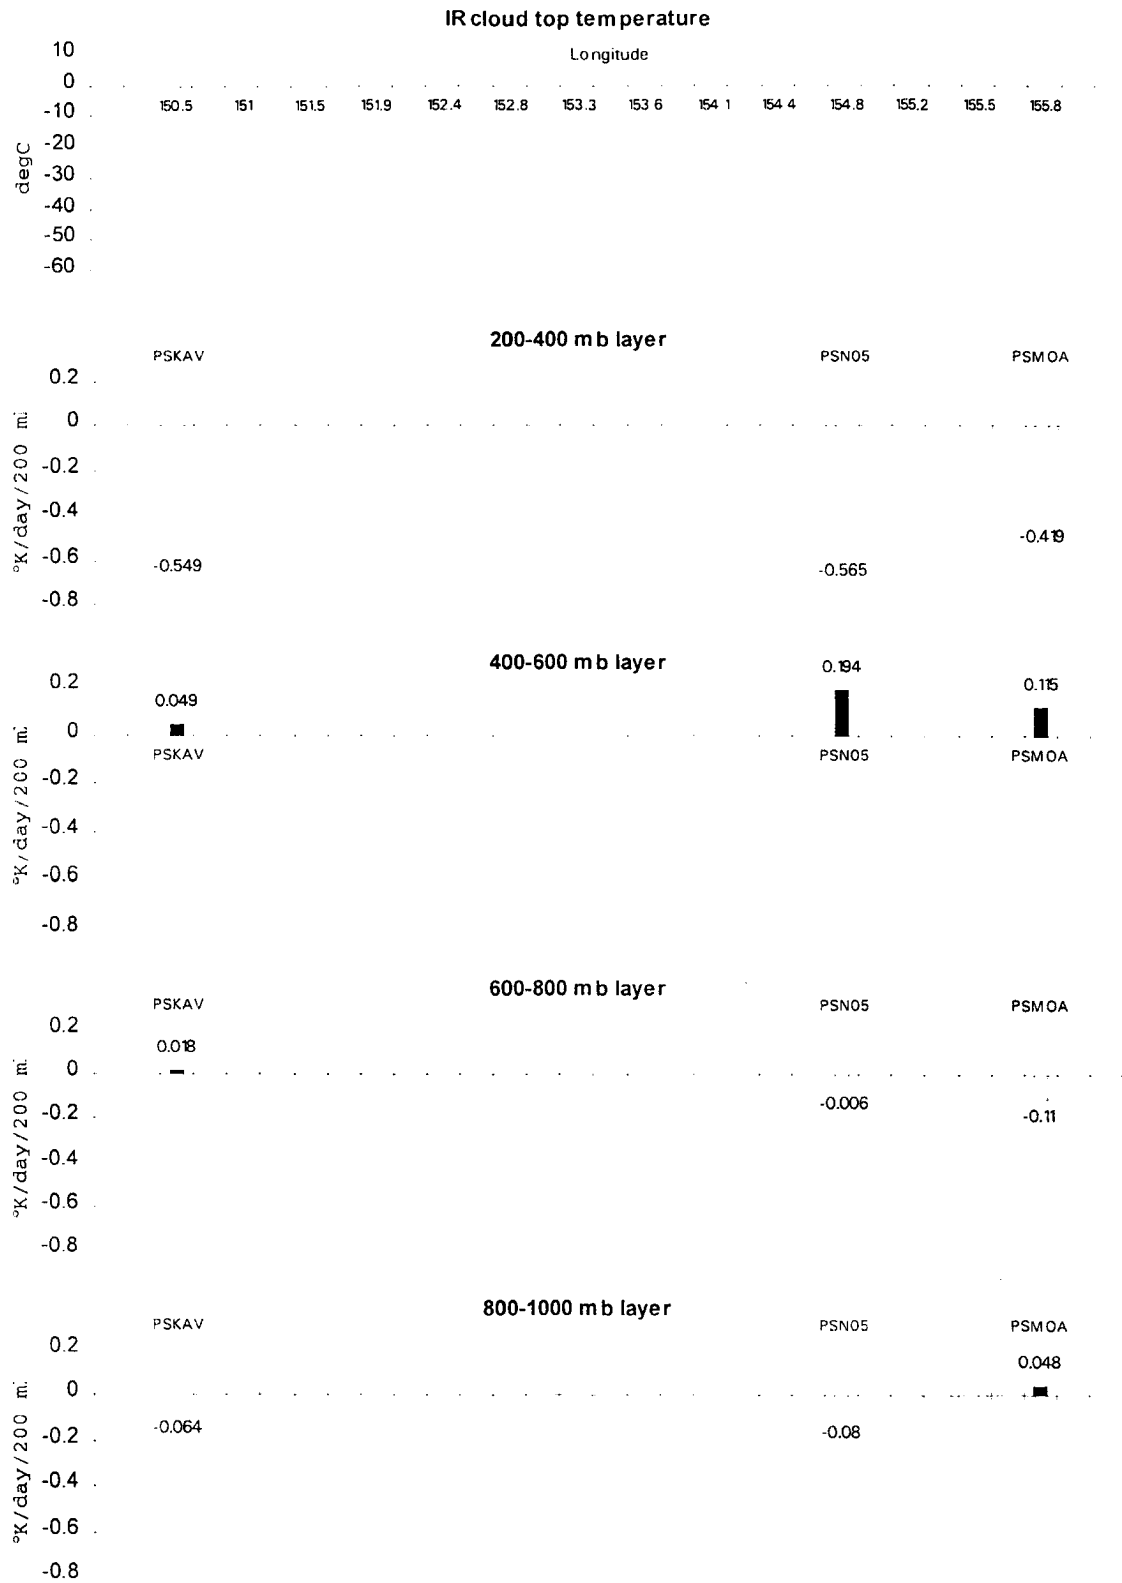 IR cloud top temperature
Longitude
10
0
-10
-20
-30
-40
-50
-60
degC
150.5 151 151.5 151.9 152.4 152.8 153.3 153.6 154.1 154.4 154.8 155.2 155.5 155.8
200-400 mb layer
PSKAV PSN05 PSMOA
0.2
0
-0.2
-0.4
-0.6
-0.8
°K/day/200 m
-0.549 -0.565 -0.419
400-600 mb layer
0.2
0
-0.2
-0.4
-0.6
-0.8
°K/day/200 m
0.049 0.194 0.115
PSKAV PSN05 PSMOA
600-800 mb layer
PSKAV PSN05 PSMOA
0.2
0
-0.2
-0.4
-0.6
-0.8
°K/day/200 m
0.018 -0.006 -0.11
800-1000 mb layer
PSKAV PSN05 PSMOA
0.2
0
-0.2
-0.4
-0.6
-0.8
°K/day/200 m
-0.064 -0.08 0.048